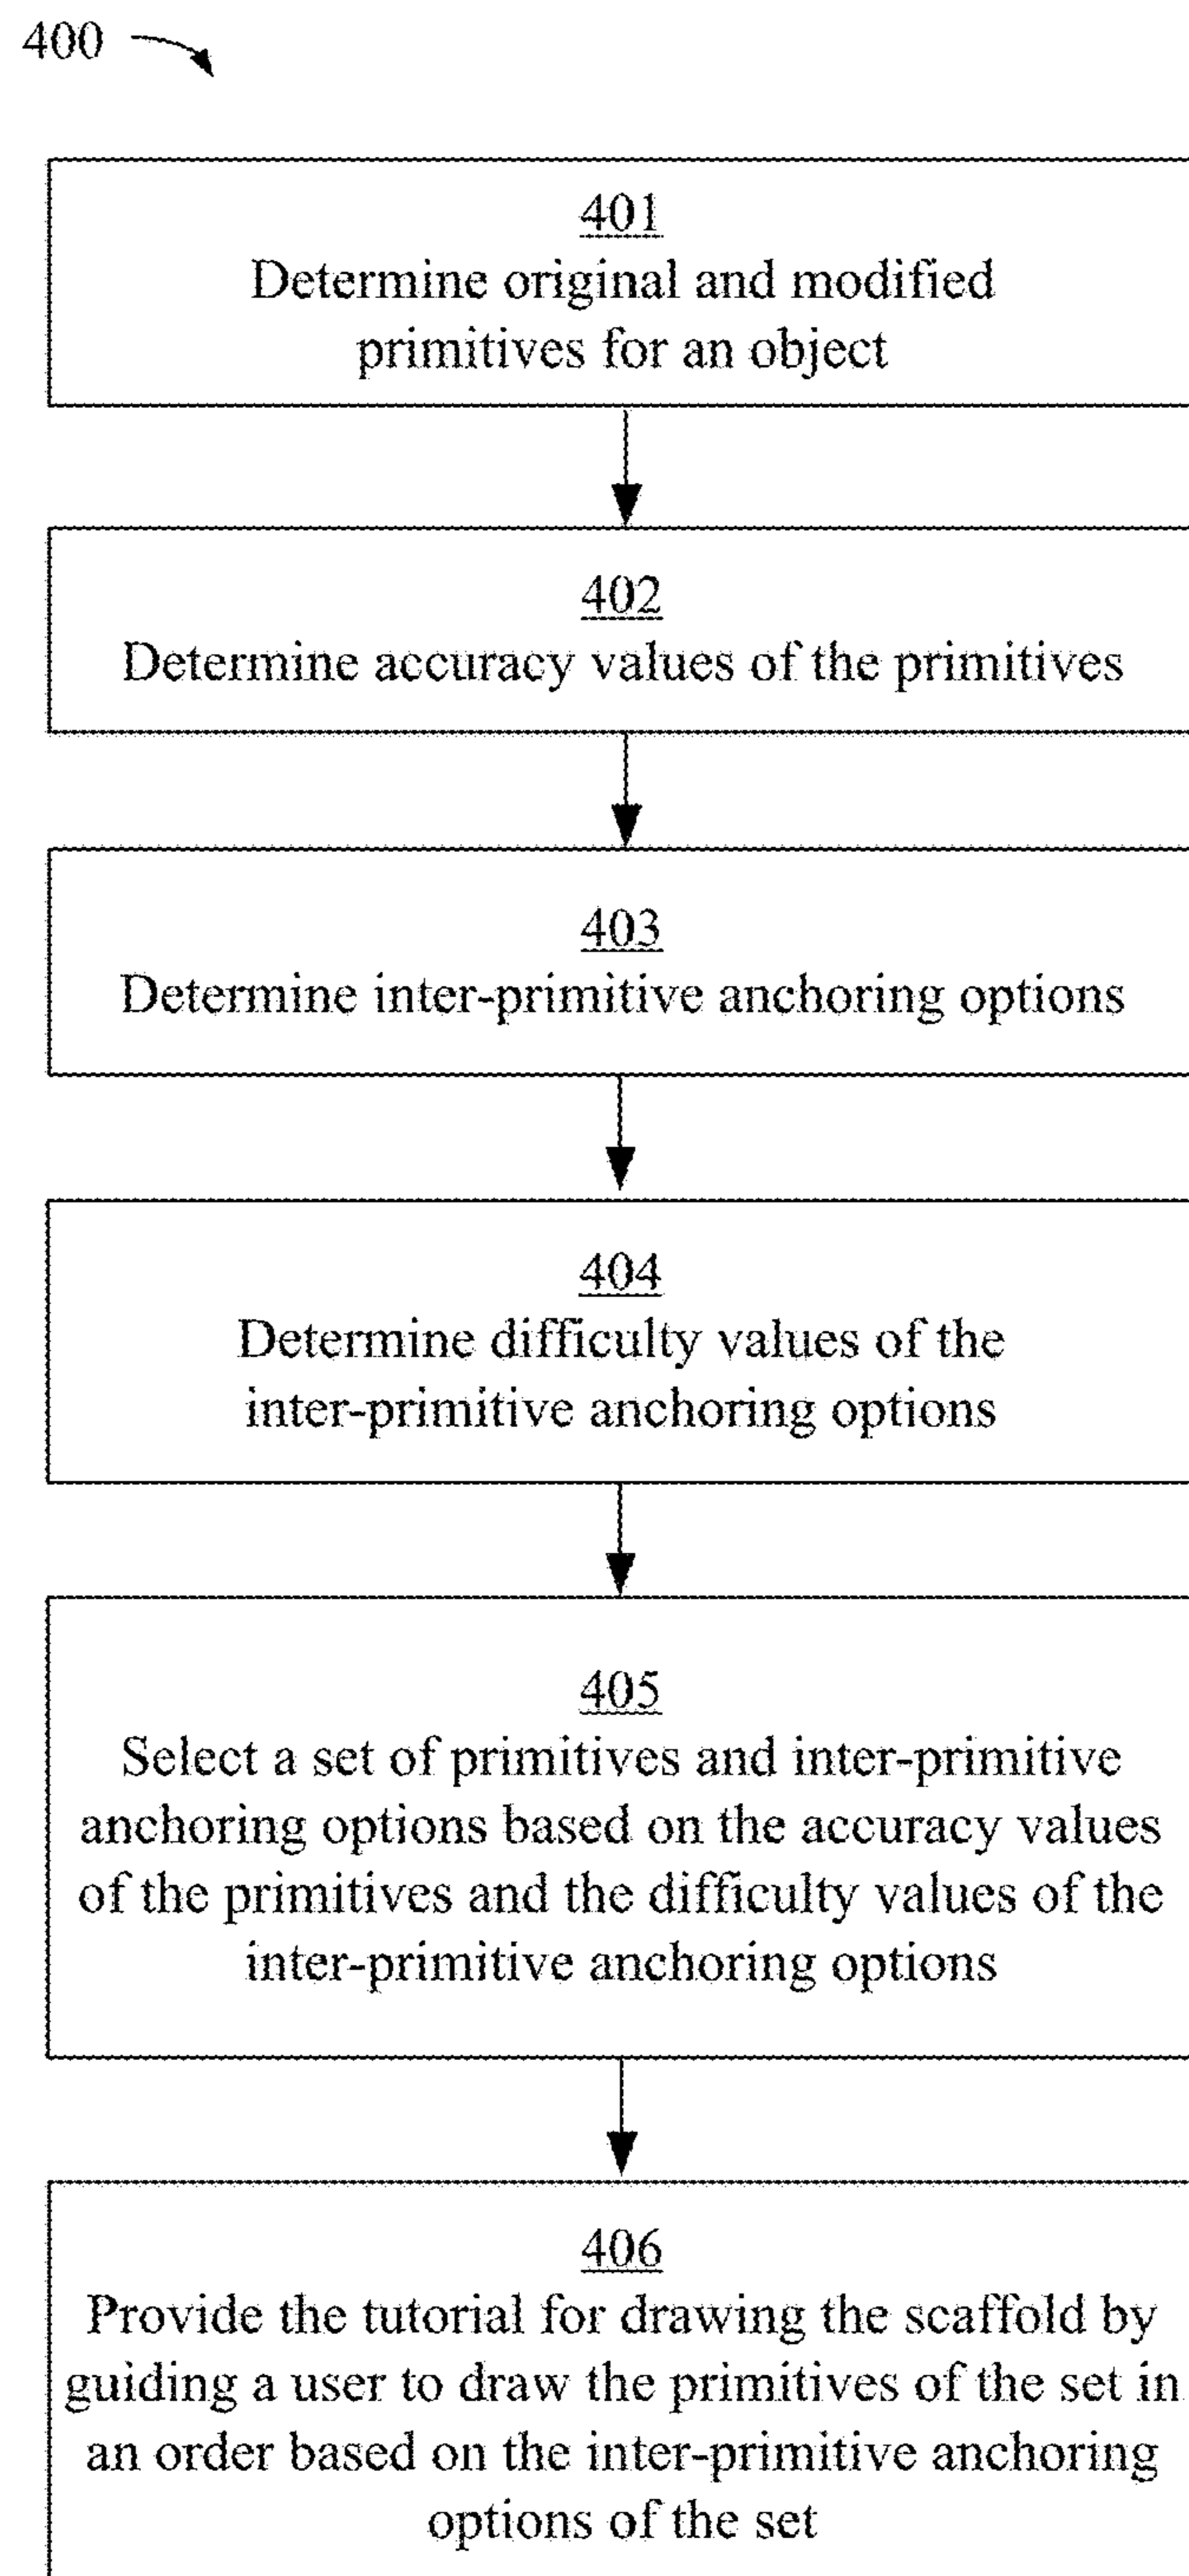 400
401
Determine original and modified
primitives for an object
402
Determine accuracy values of the primitives
403
Determine inter-primitive anchoring options
404
Determine difficulty values of the
inter-primitive anchoring options
405
Select a set of primitives and inter-primitive
anchoring options based on the accuracy values
of the primitives and the difficulty values of the
inter-primitive anchoring options
406
Provide the tutorial for drawing the scaffold by
guiding a user to draw the primitives of the set in
an order based on the inter-primitive anchoring
options of the set